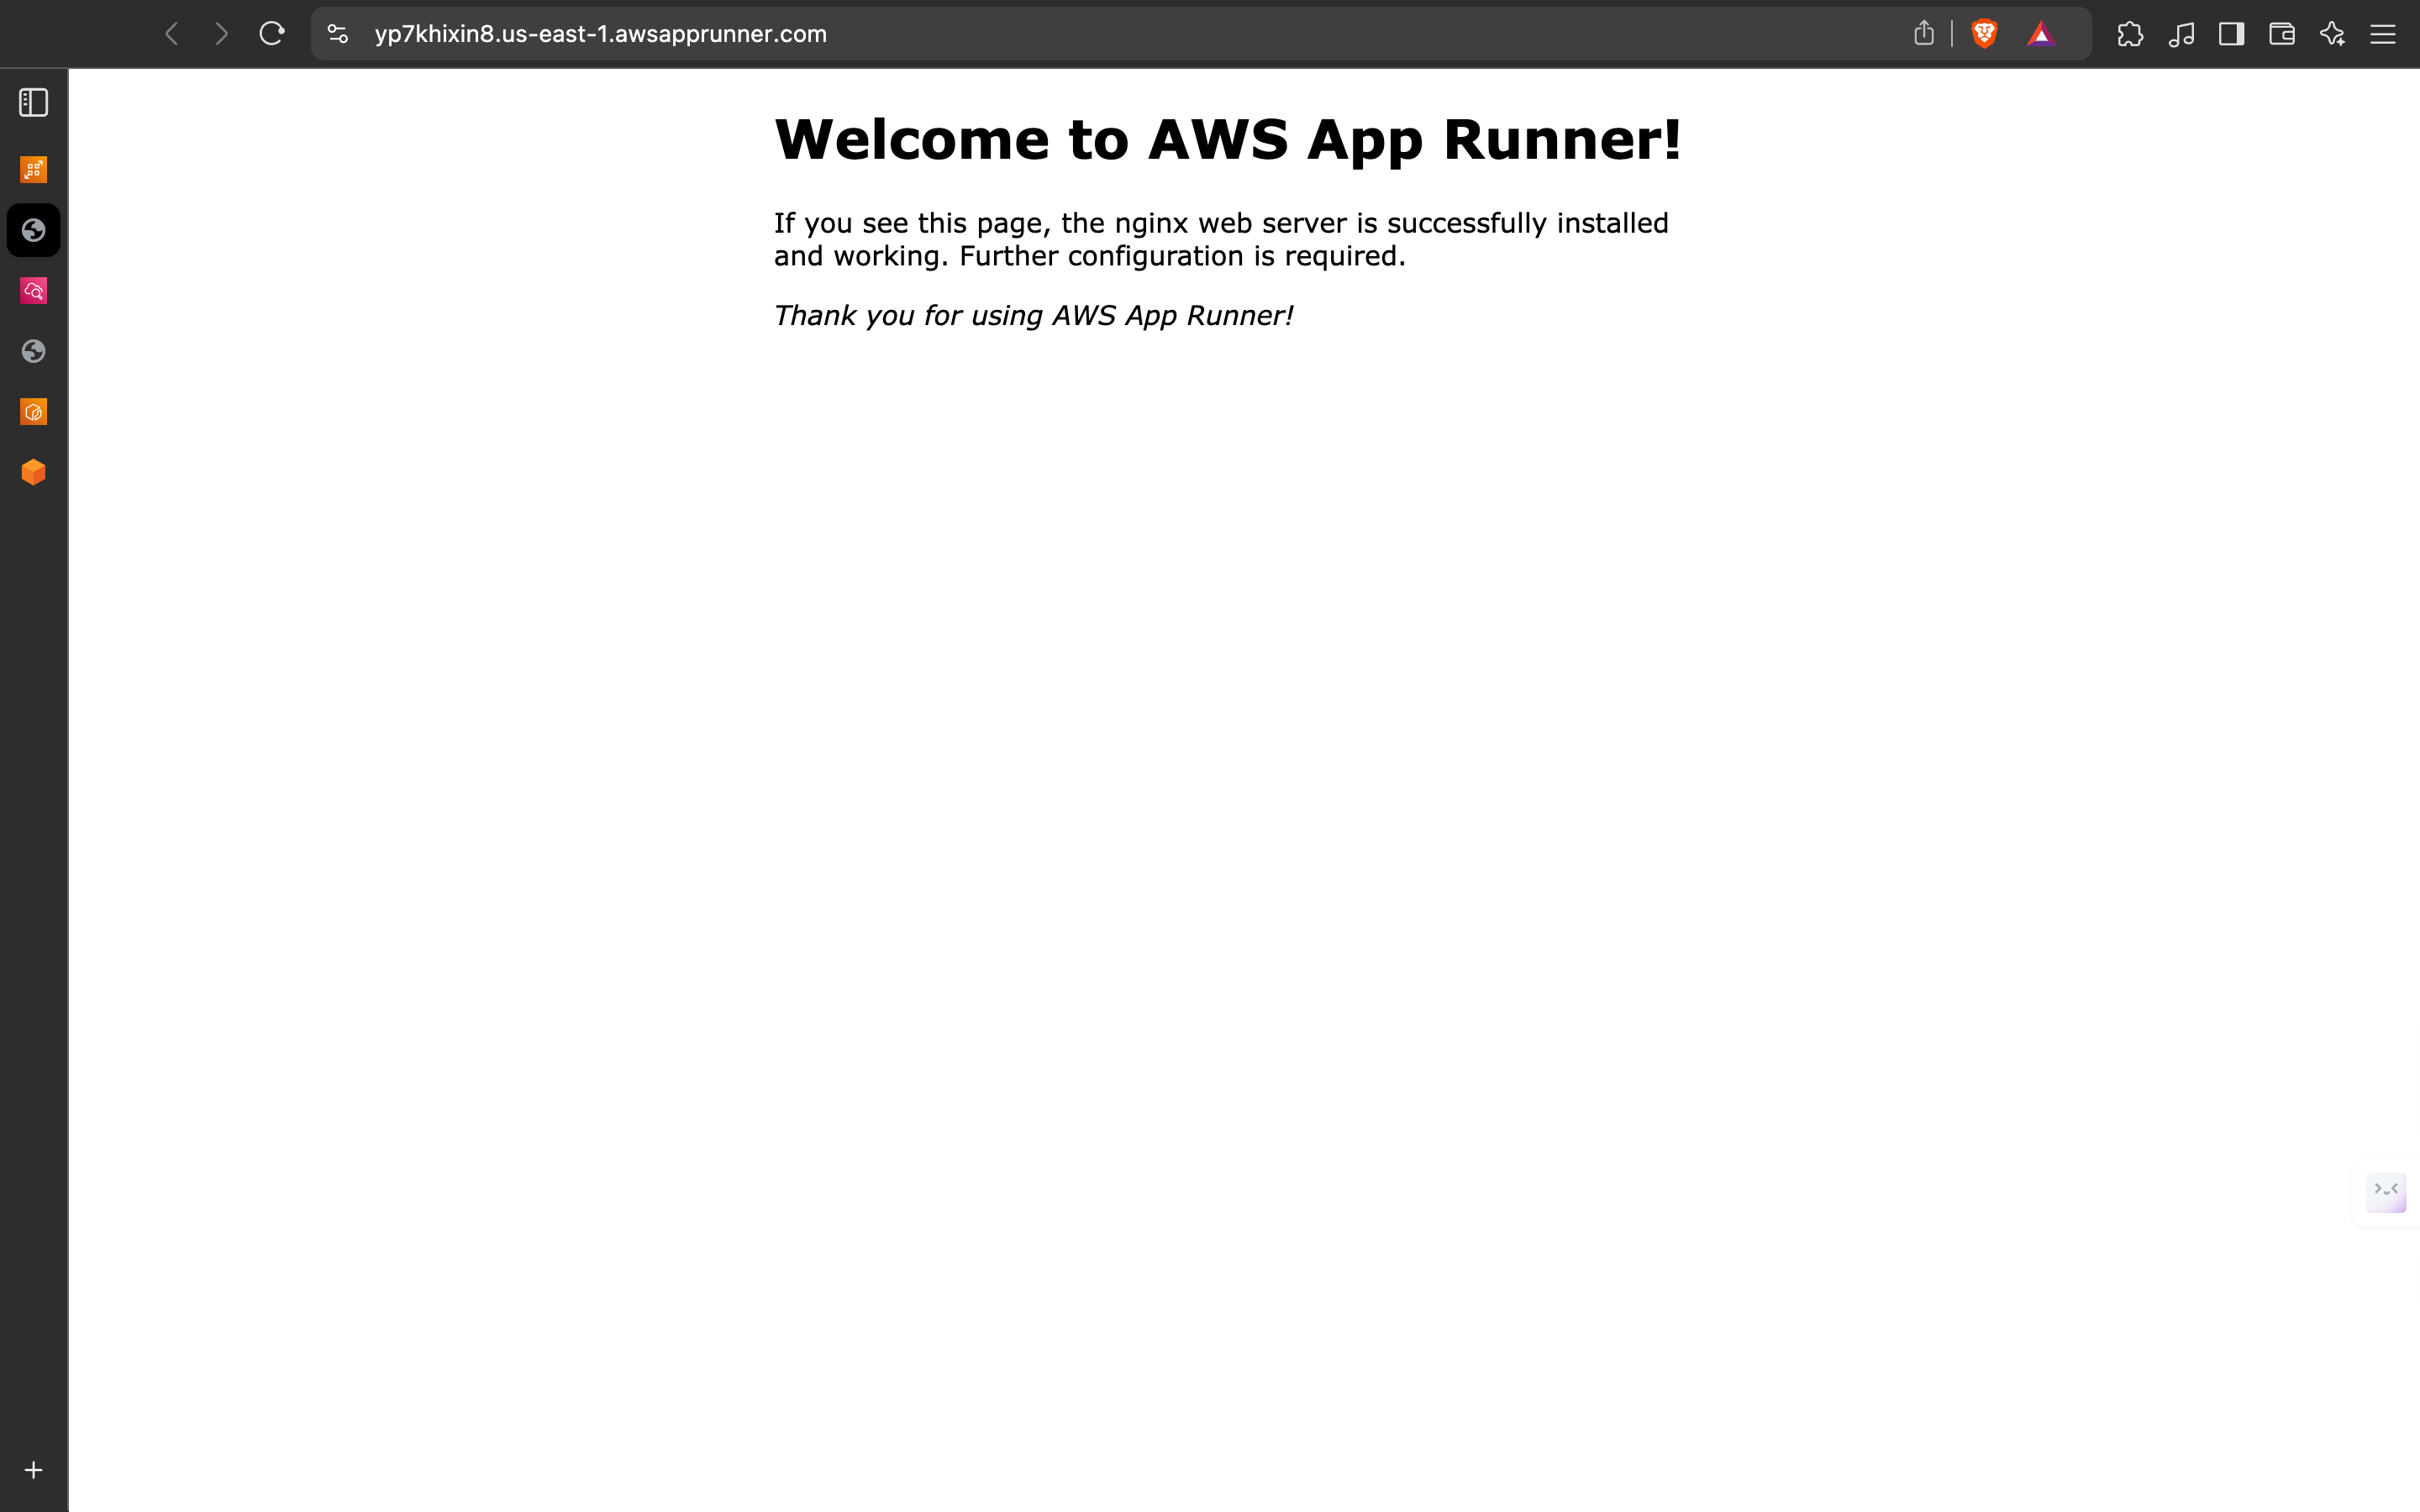 yp7khixin8.us-east-1.awsapprunner.com
Welcome to AWS App Runner!
If you see this page, the nginx web server is successfully installed
and working. Further configuration is required.
Thank you for using AWS App Runner!